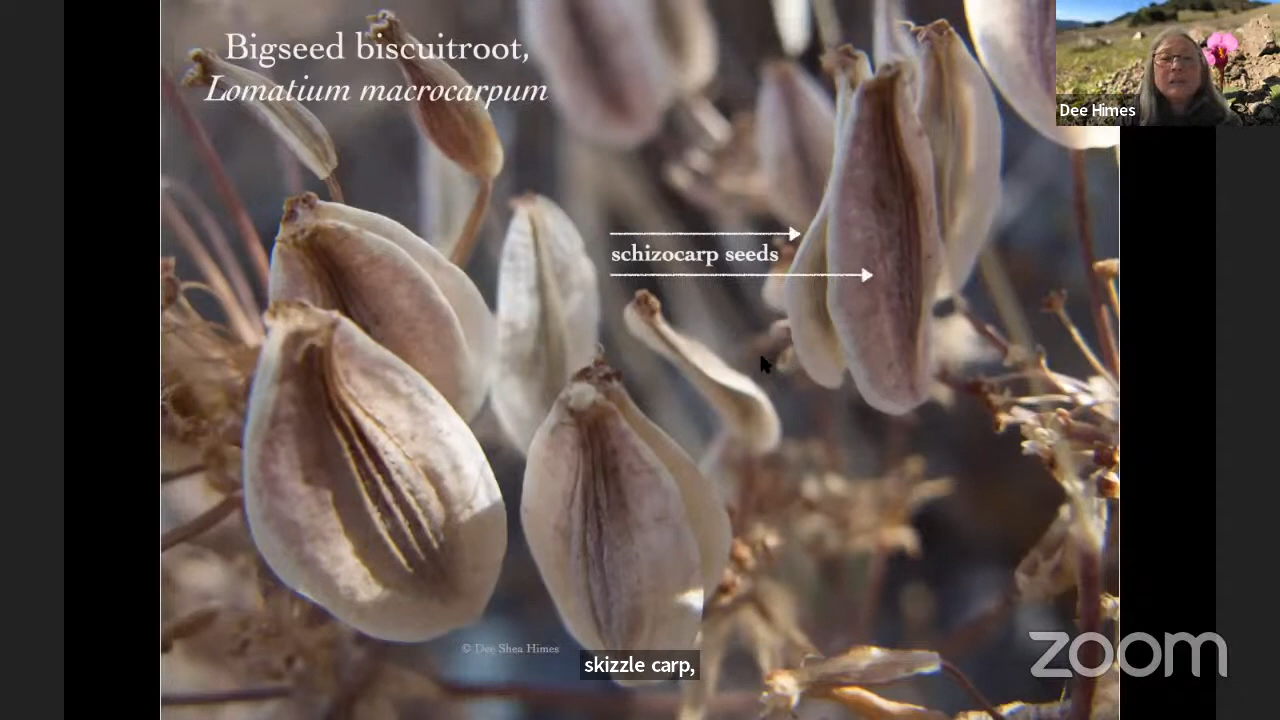 Bigseed biscuitroot,
Lomatium macrocarpum
Dee Himes
schizocarp seeds
© Dee Shea Himes
skizzle carp,
zoom